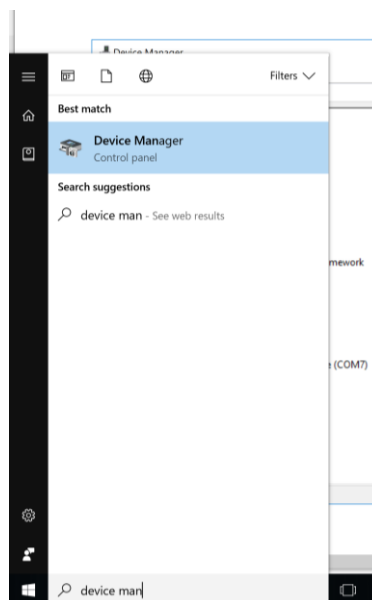 Device Manager
Filters
Best match
Device Manager
Control panel
Search suggestions
device man - See web results
mework
(COM7)
device man